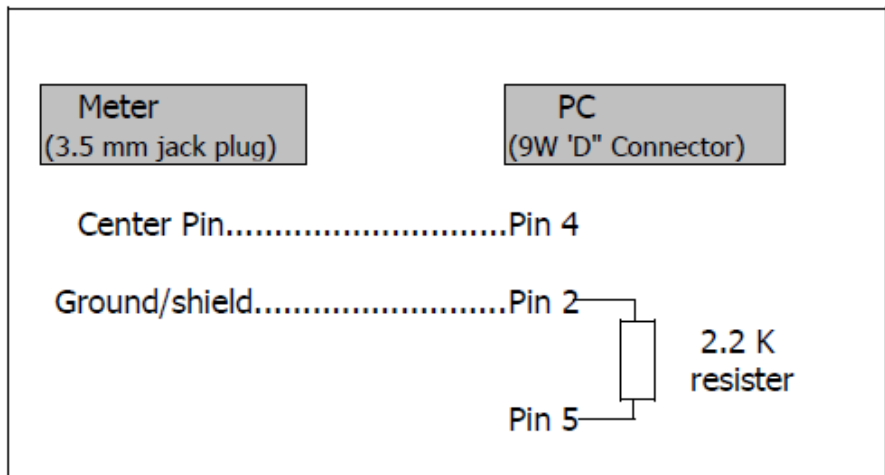 Meter
(3.5 mm jack plug)
PC
(9W 'D" Connector)
Center Pin............................Pin 4
Ground/shield.........................Pin 2
2.2 K
resister
Pin 5